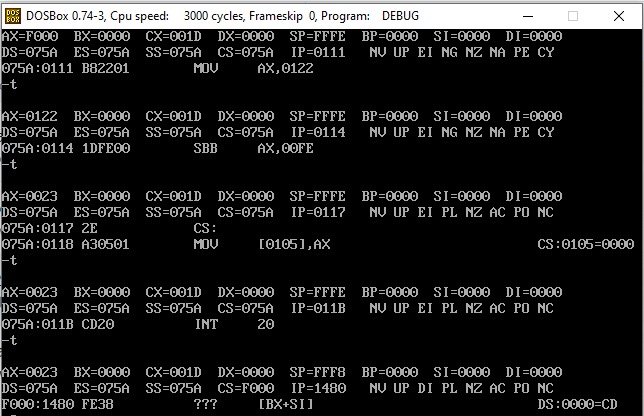 DOSBox 0.74-3, Cpu speed:    3000 cycles, Frameskip  0, Program:    DEBUG
AX=F000  BX=0000  CX=001D  DX=0000  SP=FFFE  BP=0000  SI=0000  DI=0000
DS=075A  ES=075A  SS=075A  CS=075A  IP=0111   NV UP EI NG NZ NA PE CY
075A:0111 B82201        MOV     AX,0122
-t
AX=0122  BX=0000  CX=001D  DX=0000  SP=FFFE  BP=0000  SI=0000  DI=0000
DS=075A  ES=075A  SS=075A  CS=075A  IP=0114   NV UP EI NG NZ NA PE CY
075A:0114 1DFE00        SBB     AX,00FE
-t
AX=0023  BX=0000  CX=001D  DX=0000  SP=FFFE  BP=0000  SI=0000  DI=0000
DS=075A  ES=075A  SS=075A  CS=075A  IP=0117   NV UP EI PL NZ AC PO NC
075A:0117 2E            CS:
075A:0118 A30501        MOV     [0105],AX                          CS:0105=0000
-t
AX=0023  BX=0000  CX=001D  DX=0000  SP=FFFE  BP=0000  SI=0000  DI=0000
DS=075A  ES=075A  SS=075A  CS=075A  IP=011B   NV UP EI PL NZ AC PO NC
075A:011B CD20          INT     20
-t
AX=0023  BX=0000  CX=001D  DX=0000  SP=FFF8  BP=0000  SI=0000  DI=0000
DS=075A  ES=075A  SS=075A  CS=F000  IP=1480   NV UP DI PL NZ AC PO NC
F000:1480 FE38          ???     [BX+SI]                            DS:0000=CD